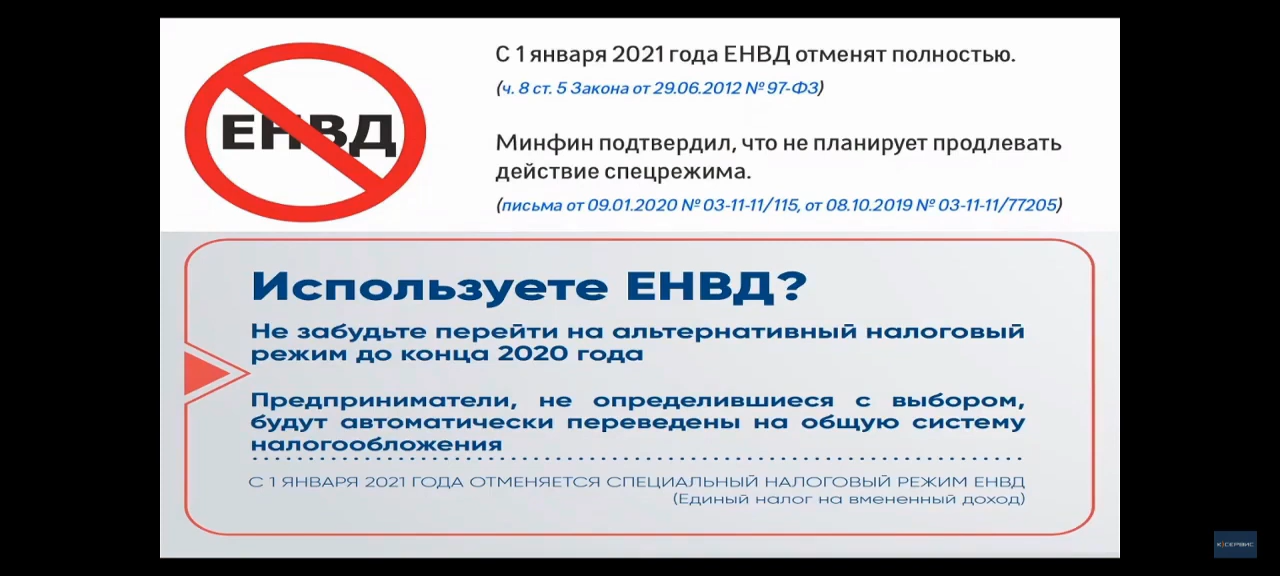 ЕНВД
С 1 января 2021 года ЕНВД отменят полностью.
(ч. 8 ст. 5 Закона от 29.06.2012 № 97-ФЗ)
Минфин подтвердил, что не планирует продлевать
действие спецрежима.
(письма от 09.01.2020 № 03-11-11/115, от 08.10.2019 № 03-11-11/77205)
Используете ЕНВД?
Не забудьте перейти на альтернативный налоговый
режим до конца 2020 года
Предприниматели, не определившиеся с выбором,
будут автоматически переведены на общую систему
налогообложения
С 1 ЯНВАРЯ 2021 ГОДА ОТМЕНЯЕТСЯ СПЕЦИАЛЬНЫЙ НАЛОГОВЫЙ РЕЖИМ ЕНВД
(Единый налог на вмененный доход)